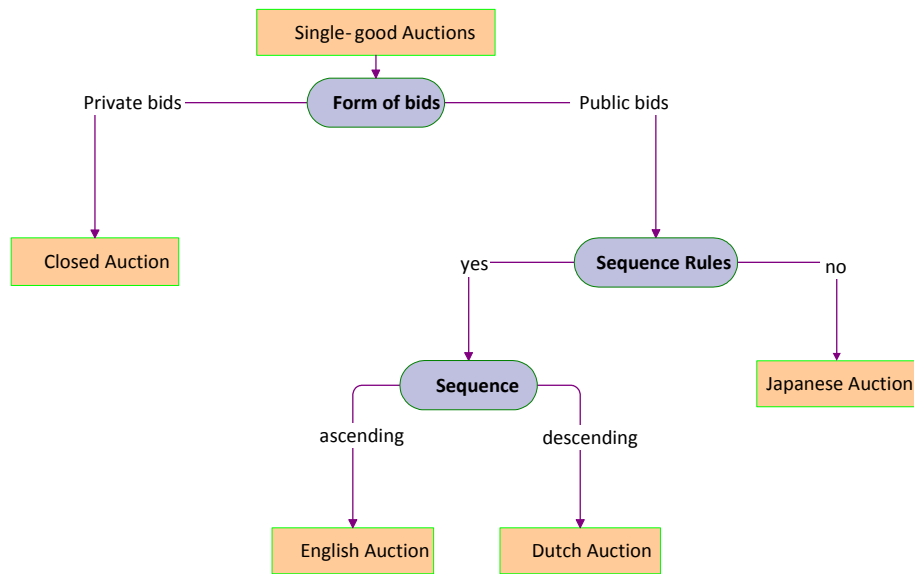 Single- good Auctions
Private bids
Form of bids
Public bids
Closed Auction
yes
Sequence Rules
no
Sequence
Japanese Auction
ascending
descending
English Auction
Dutch Auction